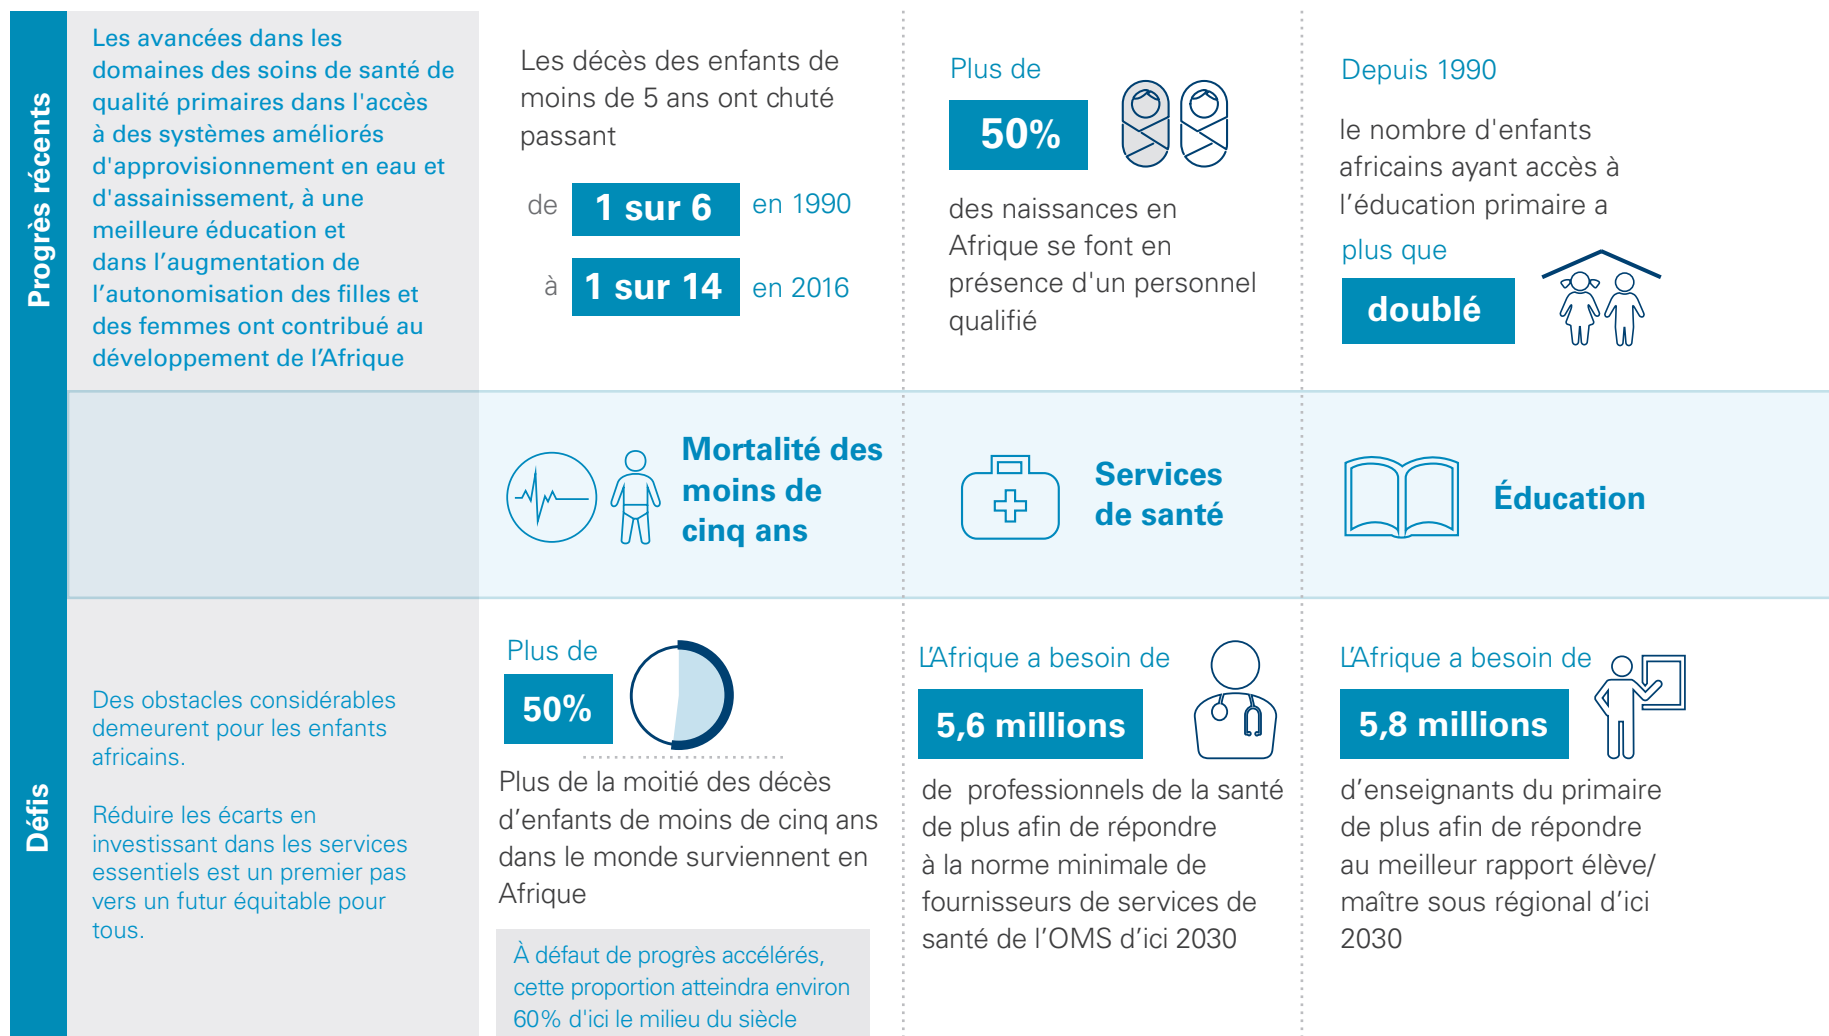 Progrès récents
Les avancées dans les
domaines des soins de santé de
qualité primaires dans l'accès
à des systèmes améliorés
d'approvisionnement en eau et
d'assainissement, à une
meilleure éducation et
dans l’augmentation de
l’autonomisation des filles et
des femmes ont contribué au
développement de l’Afrique
Les décès des enfants de
moins de 5 ans ont chuté
passant
de 1 sur 6 en 1990
à 1 sur 14 en 2016
Plus de
50%
des naissances en
Afrique se font en
présence d'un personnel
qualifié
Depuis 1990
le nombre d'enfants
africains ayant accès à
l’éducation primaire a
plus que
doublé
Mortalité des
moins de
cinq ans
Services
de santé
Éducation
Défis
Des obstacles considérables
demeurent pour les enfants
africains.
Réduire les écarts en
investissant dans les services
essentiels est un premier pas
vers un futur équitable pour
tous.
Plus de
50%
Plus de la moitié des décès
d’enfants de moins de cinq ans
dans le monde surviennent en
Afrique
À défaut de progrès accélérés,
cette proportion atteindra environ
60% d'ici le milieu du siècle
L’Afrique a besoin de
5,6 millions
de professionnels de la santé
de plus afin de répondre
à la norme minimale de
fournisseurs de services de
santé de l’OMS d’ici 2030
L’Afrique a besoin de
5,8 millions
d’enseignants du primaire
de plus afin de répondre
au meilleur rapport élève/
maître sous régional d’ici
2030